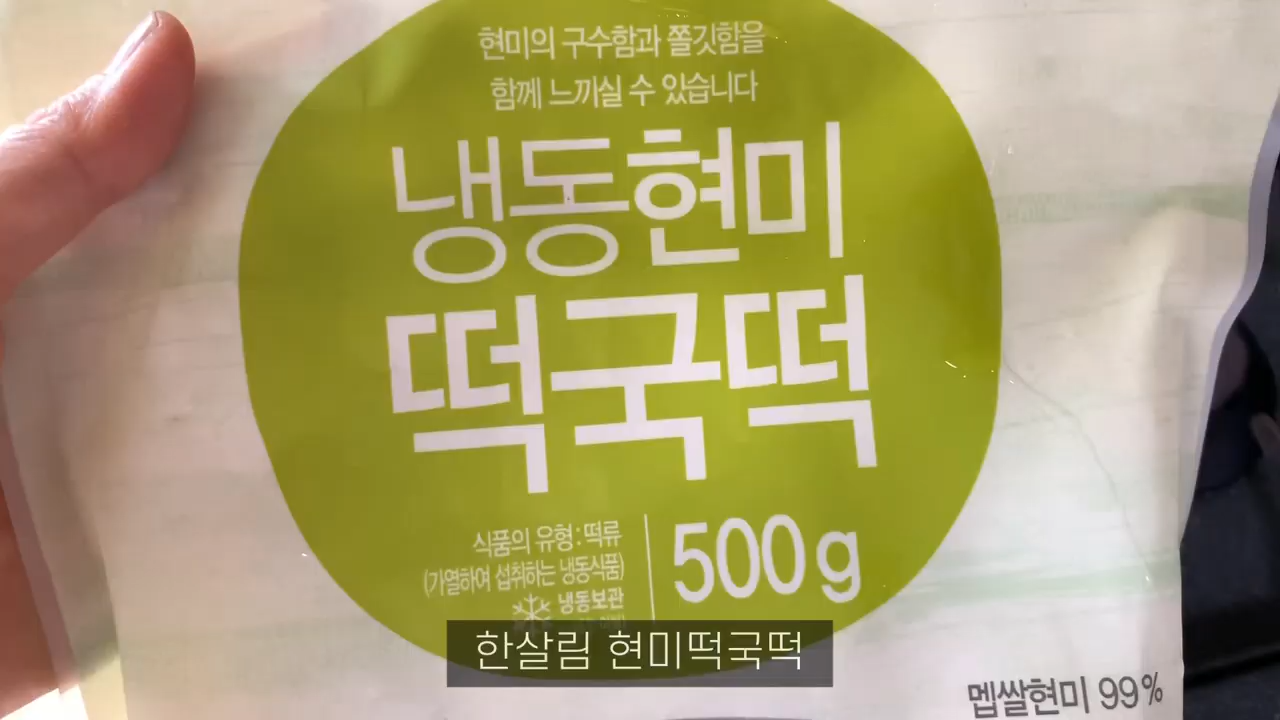 현미의 구수함과 쫄깃함을
함께 느끼실 수 있습니다
냉동현미
떡국떡
식품의 유형:떡류
(가열하여 섭취하는 냉동식품)
냉동보관
500g
한살림 현미떡국떡
멥쌀현미 99%